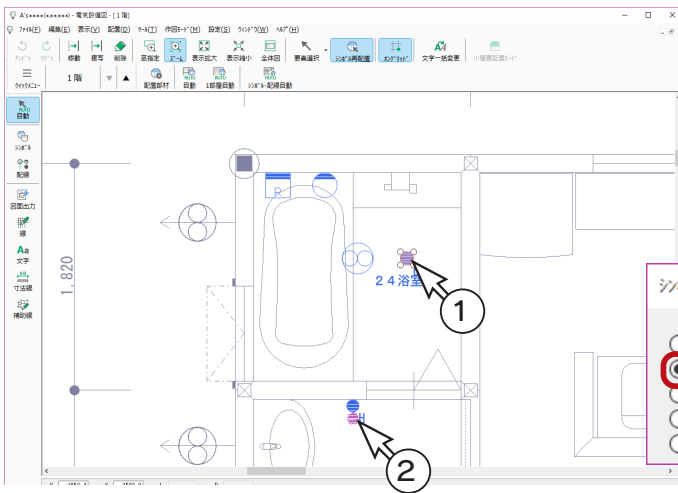 A's****(*.***,***) - 電気設備図 - [1 階]
ﾌｧｲﾙ(F) 編集(E) 表示(V) 配置(O) ﾂｰﾙ(T) 作図ﾓｰﾄﾞ(M) 設定(S) ｳｨﾝﾄﾞｳ(W) ﾍﾙﾌﾟ(H)
ｱﾝﾄﾞｩ ﾘﾄﾞｩ 移動 複写 削除 窓指定 ｽﾞｰﾑ 表示拡大 表示縮小 全体図 要素選択 ｼﾝﾎﾞﾙ再配置 ｵﾝｸﾞﾘｯﾄﾞ 文字一括変更 小屋裏配置ﾓｰﾄﾞ
ｸｲｯｸﾒﾆｭｰ 1 階 ▼ ▲ 配置部材 AUTO 自動 AUTO 1部屋自動 AUTO ｼﾝﾎﾞﾙ・配線自動
AUTO
自動
ｼﾝﾎﾞﾙ
配線
図面出力
線
Aa
文字
寸法線
補助線
1,820
R
24浴室
1
H
2